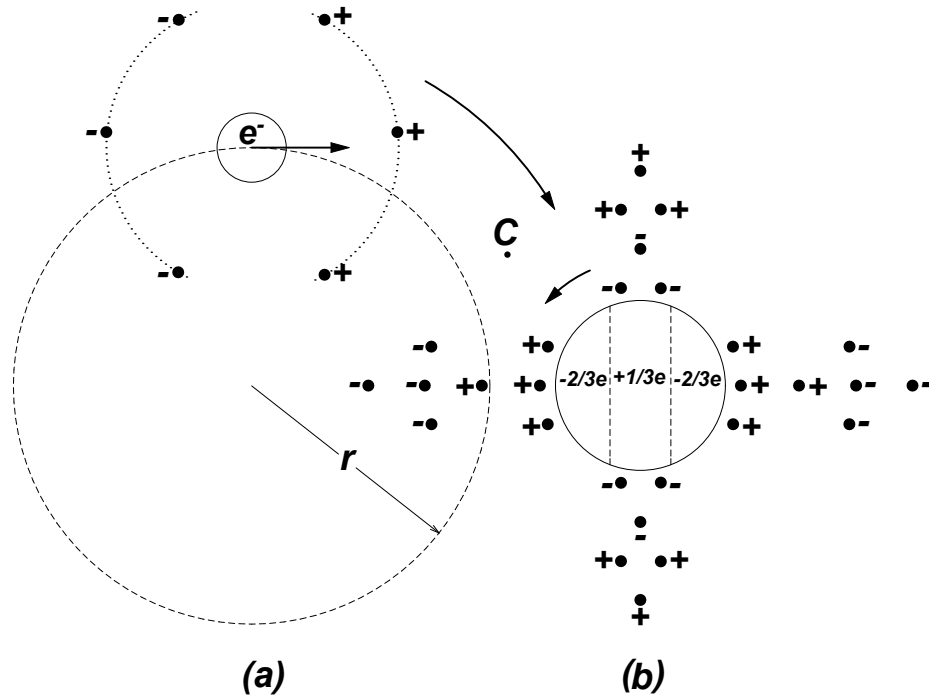 - +
- e- +
- +
C
+
+ +
-
- -
- + + -
-2/3e +1/3e -2/3e
- - + + + + - -
- + + -
r
- -
-
+ +
+
(a) (b)